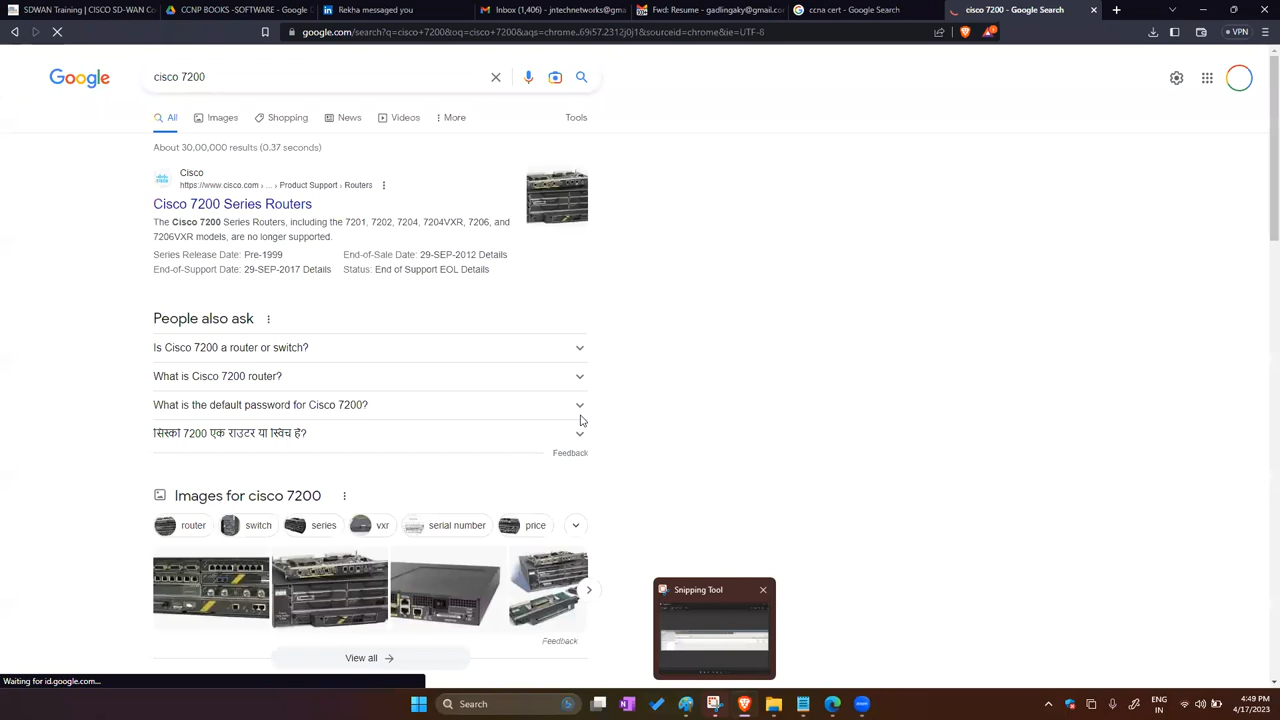 SDWAN Training | CISCO SD-WAN Co
CCNP BOOKS -SOFTWARE - Google D
Rekha messaged you
Inbox (1,406) - jntechnetworks@gma
Fwd: Resume - gadlingaky@gmail.com
ccna cert - Google Search
cisco 7200 - Google Search
google.com/search?q=cisco+7200&oq=cisco+7200&aqs=chrome..69i57.2312j0j1&sourceid=chrome&ie=UTF-8
VPN
Google
cisco 7200
All
Images
Shopping
News
Videos
More
Tools
About 30,00,000 results (0.37 seconds)
Cisco
https://www.cisco.com › ... › Product Support › Routers
Cisco 7200 Series Routers
The Cisco 7200 Series Routers, including the 7201, 7202, 7204, 7204VXR, 7206, and
7206VXR models, are no longer supported.
Series Release Date: Pre-1999
End-of-Sale Date: 29-SEP-2012 Details
End-of-Support Date: 29-SEP-2017 Details
Status: End of Support EOL Details
People also ask
Is Cisco 7200 a router or switch?
What is Cisco 7200 router?
What is the default password for Cisco 7200?
सिस्को 7200 एक राउटर या स्विच है?
Feedback
Images for cisco 7200
router
switch
series
vxr
serial number
price
Feedback
View all
Snipping Tool
Waiting for id.google.com...
Search
ENG
IN
4:49 PM
4/17/2023